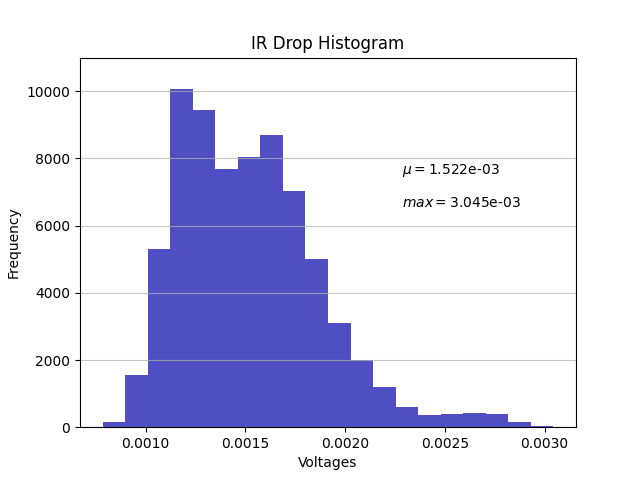 IR Drop Histogram
10000
8000
6000
4000
2000
0
Frequency
μ = 1.522e-03
max = 3.045e-03
0.0010 0.0015 0.0020 0.0025 0.0030
Voltages